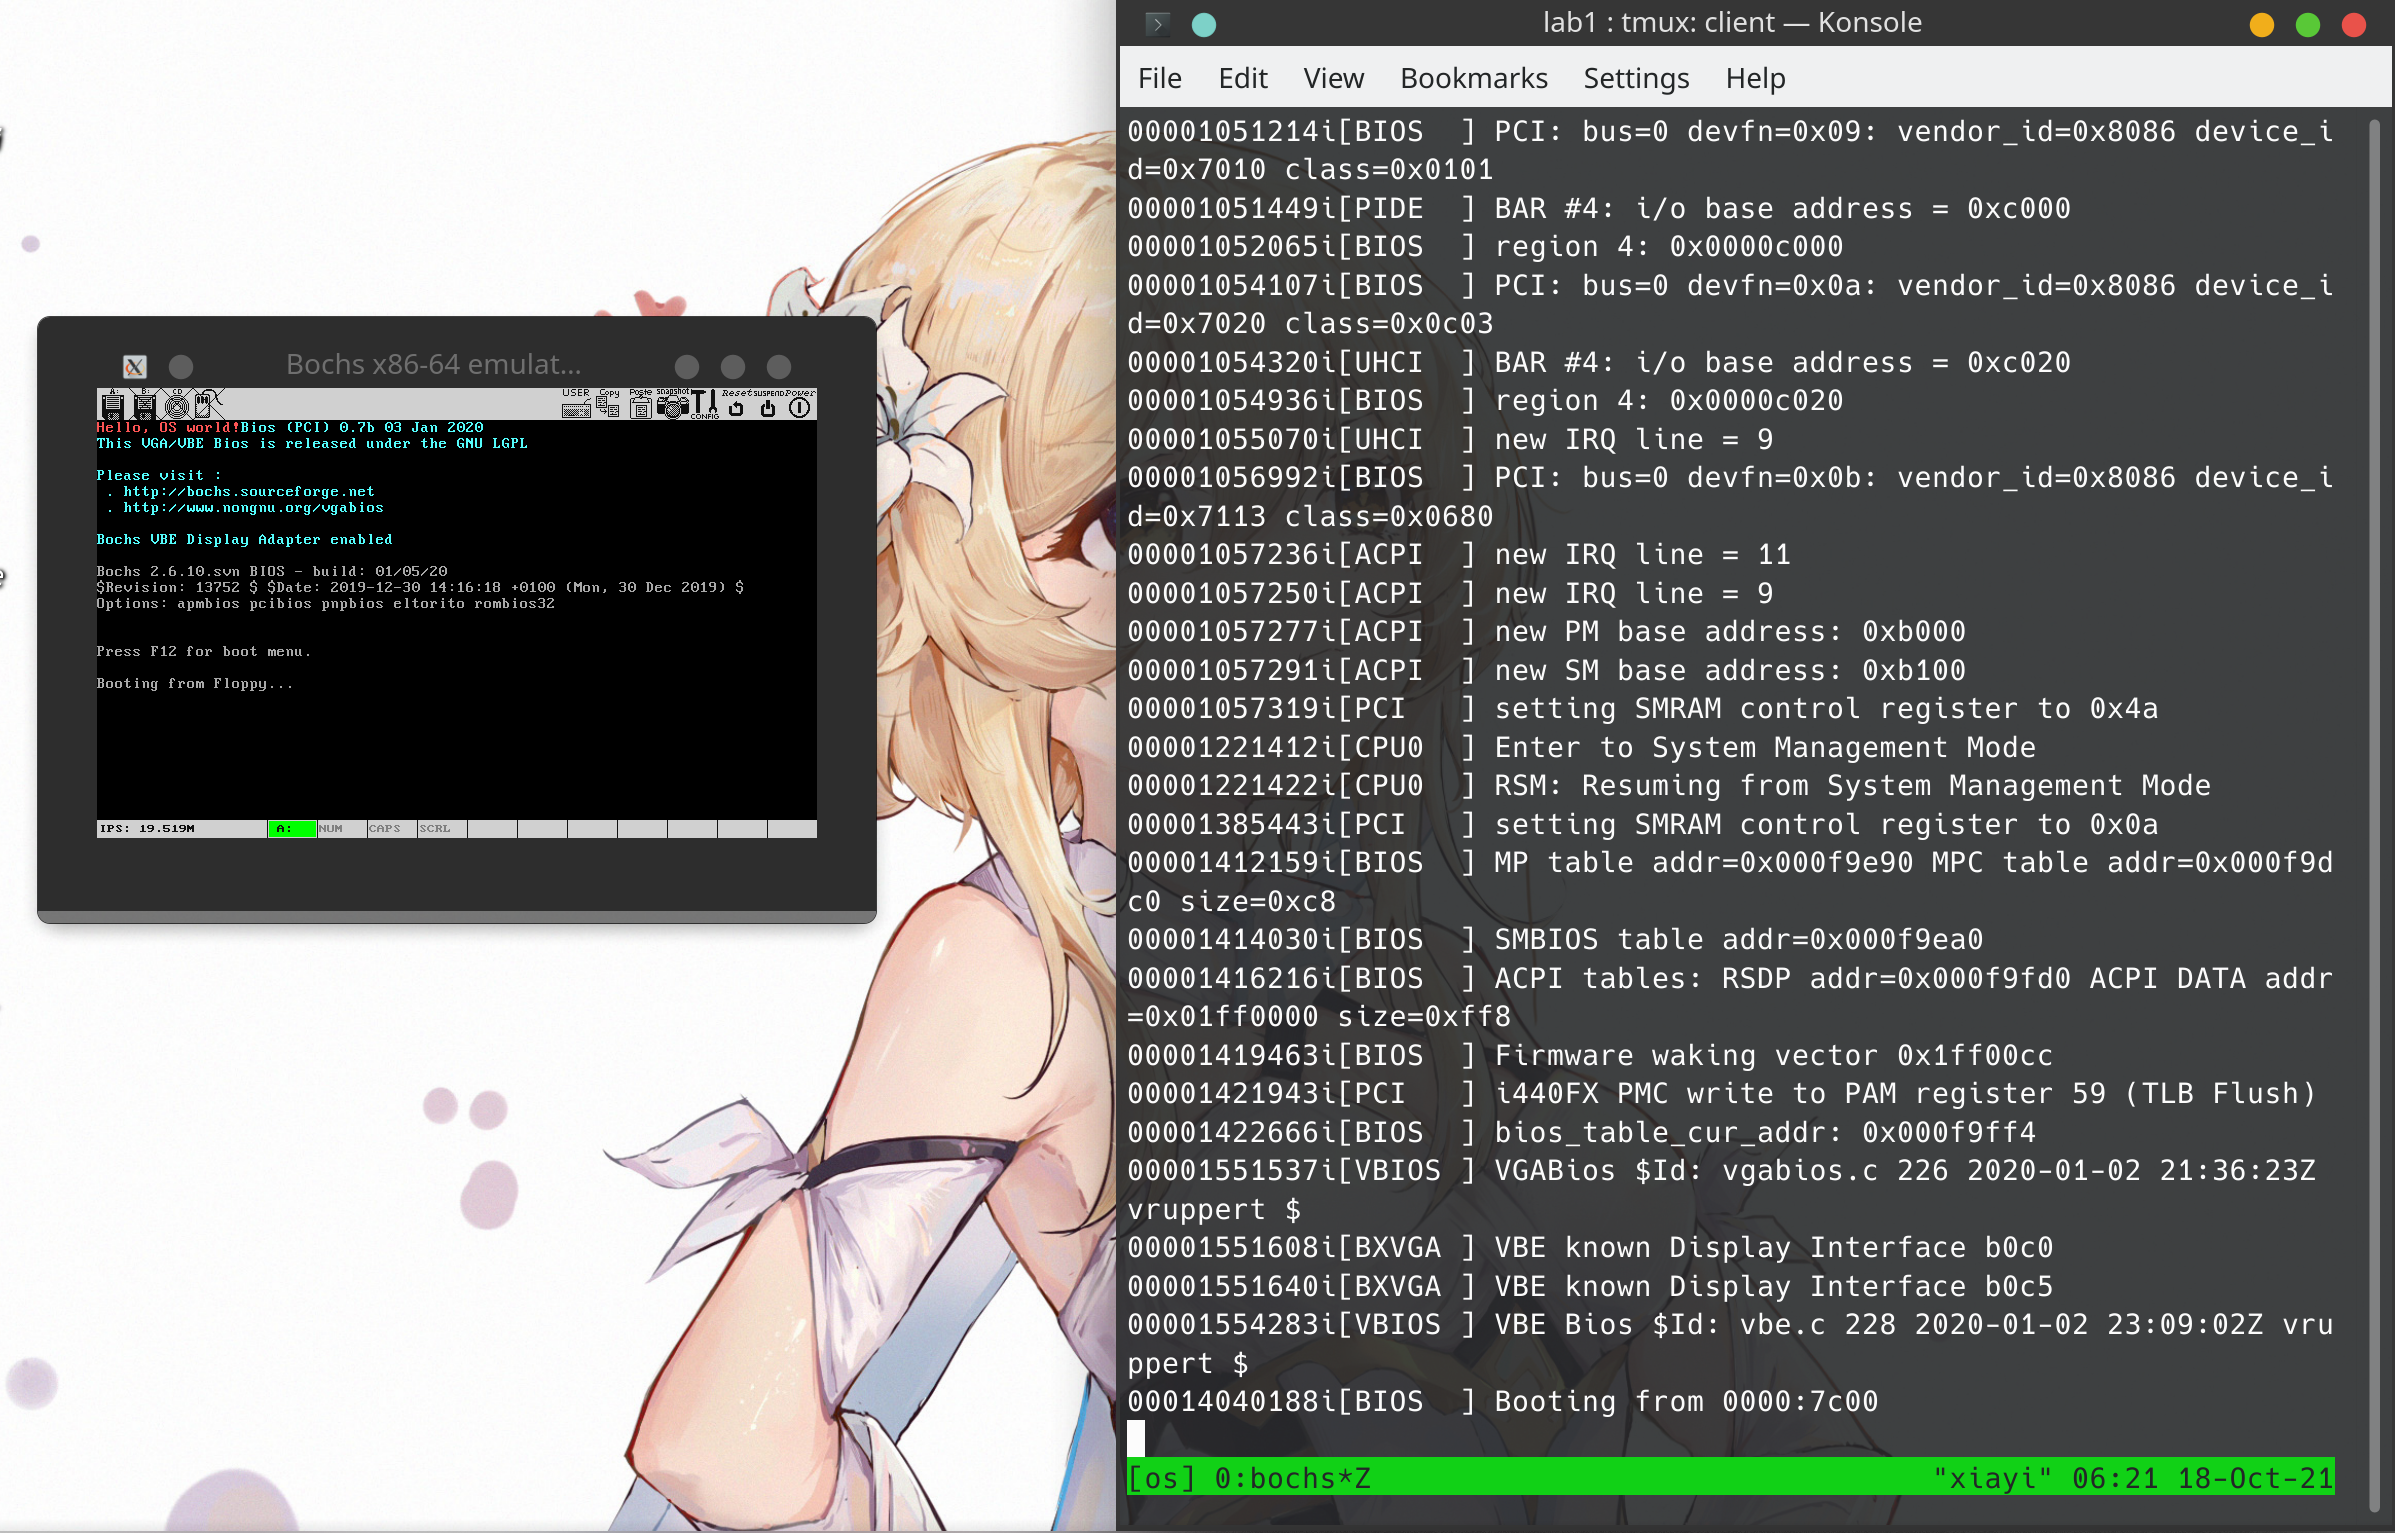 Bochs x86-64 emulat...
A: B: CD USER Copy Paste snapshot CONFIG Reset SUSPEND Power
Hello, OS world!Bios (PCI) 0.7b 03 Jan 2020
This VGA/VBE Bios is released under the GNU LGPL
Please visit :
. http://bochs.sourceforge.net
. http://www.nongnu.org/vgabios
Bochs VBE Display Adapter enabled
Bochs 2.6.10.svn BIOS - build: 01/05/20
$Revision: 13752 $ $Date: 2019-12-30 14:16:18 +0100 (Mon, 30 Dec 2019) $
Options: apmbios pcibios pnpbios eltorito rombios32
Press F12 for boot menu.
Booting from Floppy...
IPS: 19.519M A: NUM CAPS SCRL
lab1 : tmux: client — Konsole
File Edit View Bookmarks Settings Help
00001051214i[BIOS  ] PCI: bus=0 devfn=0x09: vendor_id=0x8086 device_i
d=0x7010 class=0x0101
00001051449i[PIDE  ] BAR #4: i/o base address = 0xc000
00001052065i[BIOS  ] region 4: 0x0000c000
00001054107i[BIOS  ] PCI: bus=0 devfn=0x0a: vendor_id=0x8086 device_i
d=0x7020 class=0x0c03
00001054320i[UHCI  ] BAR #4: i/o base address = 0xc020
00001054936i[BIOS  ] region 4: 0x0000c020
00001055070i[UHCI  ] new IRQ line = 9
00001056992i[BIOS  ] PCI: bus=0 devfn=0x0b: vendor_id=0x8086 device_i
d=0x7113 class=0x0680
00001057236i[ACPI  ] new IRQ line = 11
00001057250i[ACPI  ] new IRQ line = 9
00001057277i[ACPI  ] new PM base address: 0xb000
00001057291i[ACPI  ] new SM base address: 0xb100
00001057319i[PCI   ] setting SMRAM control register to 0x4a
00001221412i[CPU0  ] Enter to System Management Mode
00001221422i[CPU0  ] RSM: Resuming from System Management Mode
00001385443i[PCI   ] setting SMRAM control register to 0x0a
00001412159i[BIOS  ] MP table addr=0x000f9e90 MPC table addr=0x000f9d
c0 size=0xc8
00001414030i[BIOS  ] SMBIOS table addr=0x000f9ea0
00001416216i[BIOS  ] ACPI tables: RSDP addr=0x000f9fd0 ACPI DATA addr
=0x01ff0000 size=0xff8
00001419463i[BIOS  ] Firmware waking vector 0x1ff00cc
00001421943i[PCI   ] i440FX PMC write to PAM register 59 (TLB Flush)
00001422666i[BIOS  ] bios_table_cur_addr: 0x000f9ff4
00001551537i[VBIOS ] VGABios $Id: vgabios.c 226 2020-01-02 21:36:23Z
vruppert $
00001551608i[BXVGA ] VBE known Display Interface b0c0
00001551640i[BXVGA ] VBE known Display Interface b0c5
00001554283i[VBIOS ] VBE Bios $Id: vbe.c 228 2020-01-02 23:09:02Z vru
ppert $
00014040188i[BIOS  ] Booting from 0000:7c00
[os] 0:bochs*Z "xiayi" 06:21 18-Oct-21